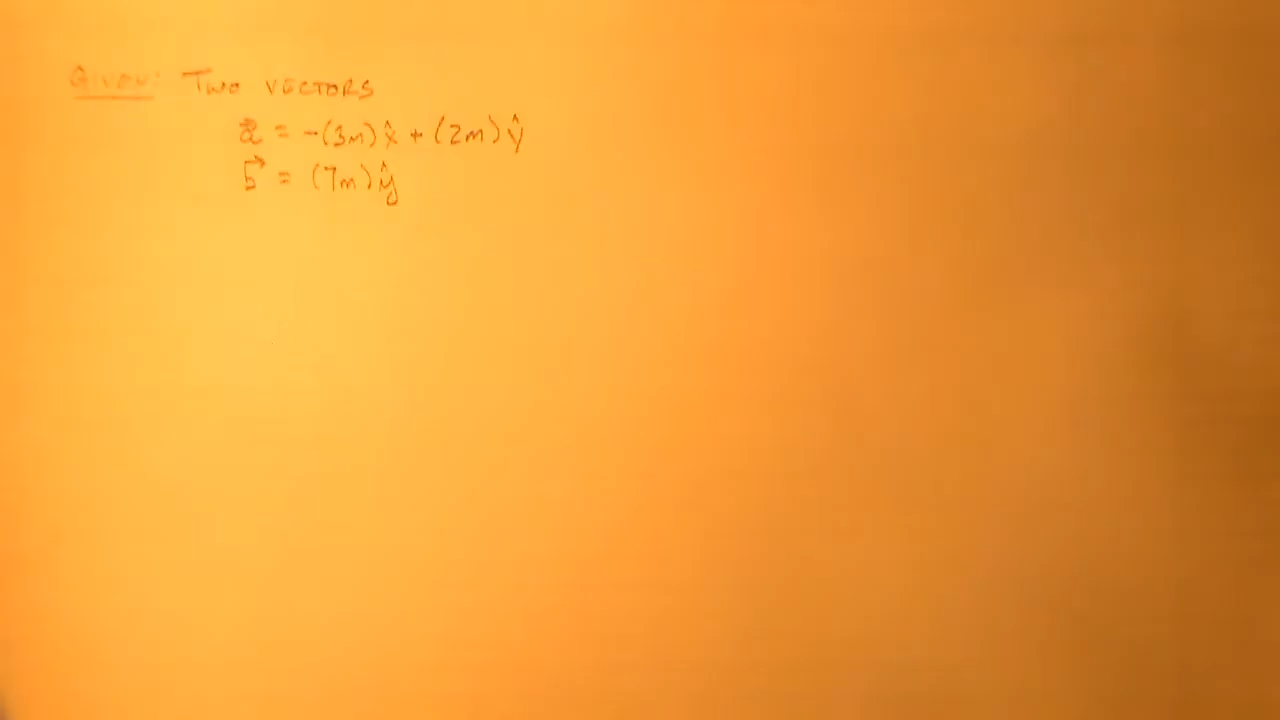 Given: Two vectors
a⃗ = -(3m) x̂ + (2m) ŷ
b⃗ = (7m) ŷ